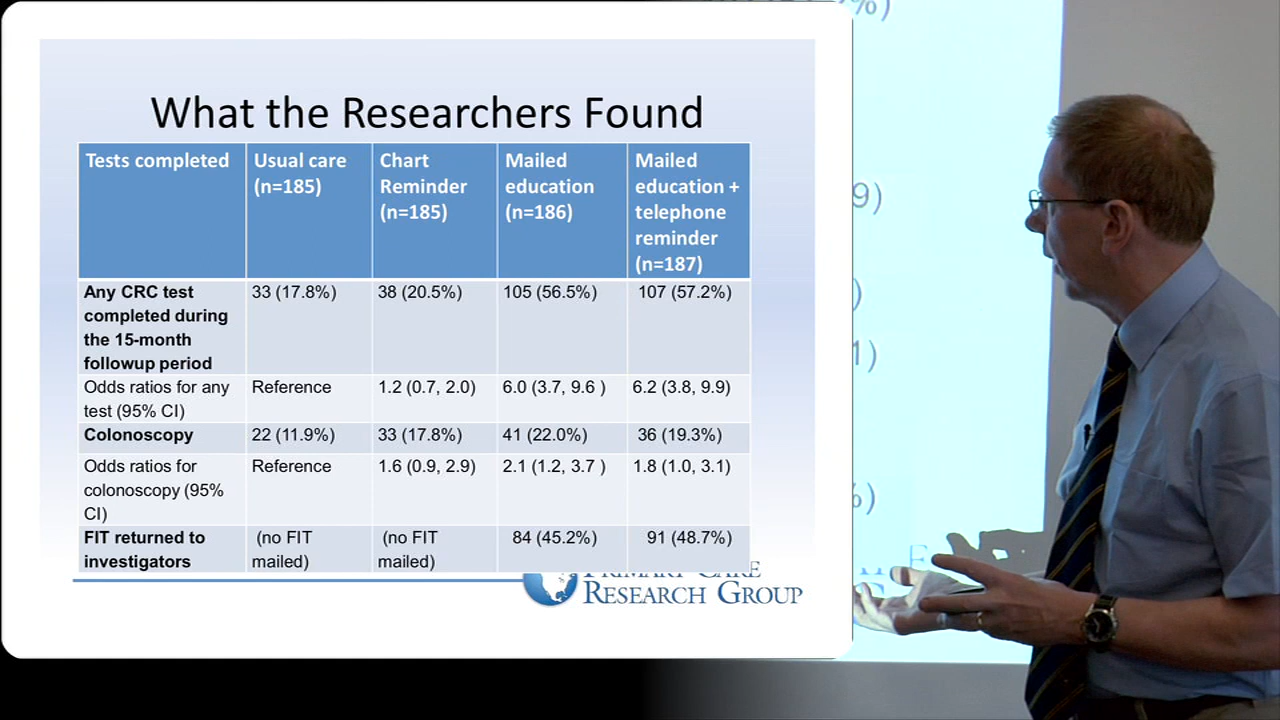 What the Researchers Found
Tests completed
Usual care
(n=185)
Chart
Reminder
(n=185)
Mailed
education
(n=186)
Mailed
education +
telephone
reminder
(n=187)
Any CRC test
completed during
the 15-month
followup period
33 (17.8%)
38 (20.5%)
105 (56.5%)
107 (57.2%)
Odds ratios for any
test (95% CI)
Reference
1.2 (0.7, 2.0)
6.0 (3.7, 9.6 )
6.2 (3.8, 9.9)
Colonoscopy
22 (11.9%)
33 (17.8%)
41 (22.0%)
36 (19.3%)
Odds ratios for
colonoscopy (95%
CI)
Reference
1.6 (0.9, 2.9)
2.1 (1.2, 3.7 )
1.8 (1.0, 3.1)
FIT returned to
investigators
(no FIT
mailed)
(no FIT
mailed)
84 (45.2%)
91 (48.7%)
PRIMARY CARE
RESEARCH GROUP
%)
9)
)
1)
%)